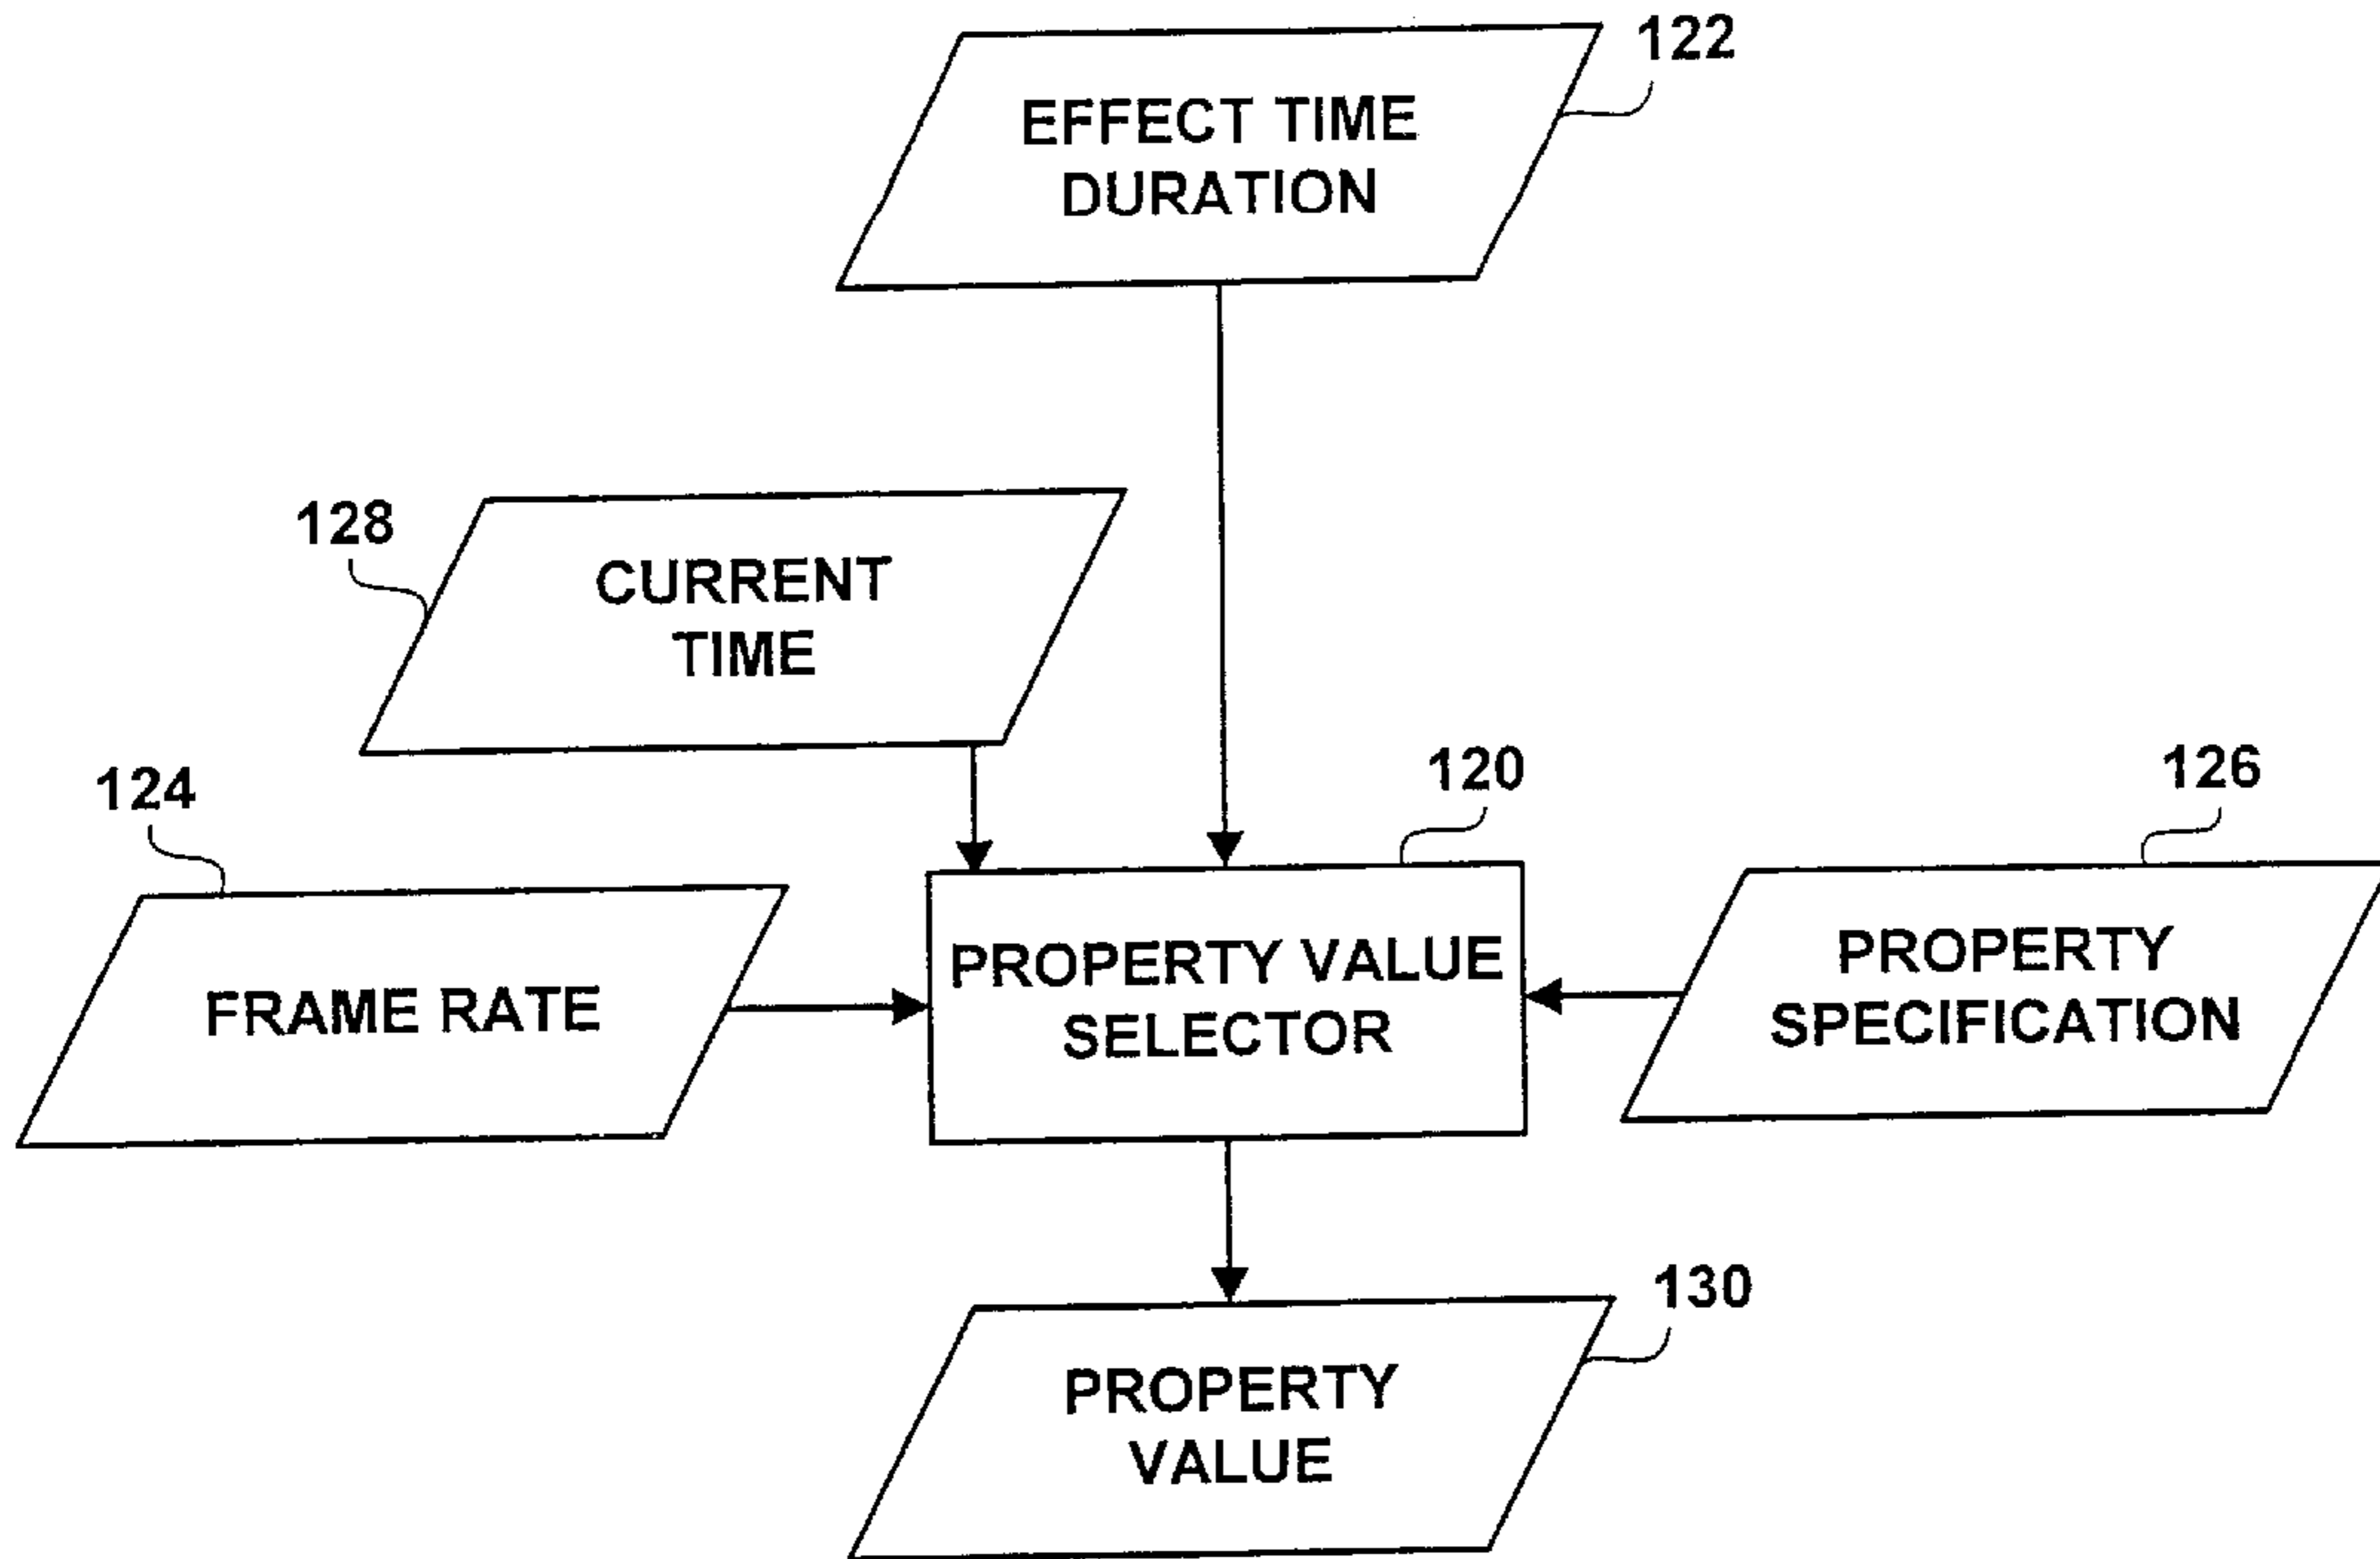 122
EFFECT TIME
DURATION
128
CURRENT
TIME
124
FRAME RATE
120
PROPERTY VALUE
SELECTOR
126
PROPERTY
SPECIFICATION
130
PROPERTY
VALUE